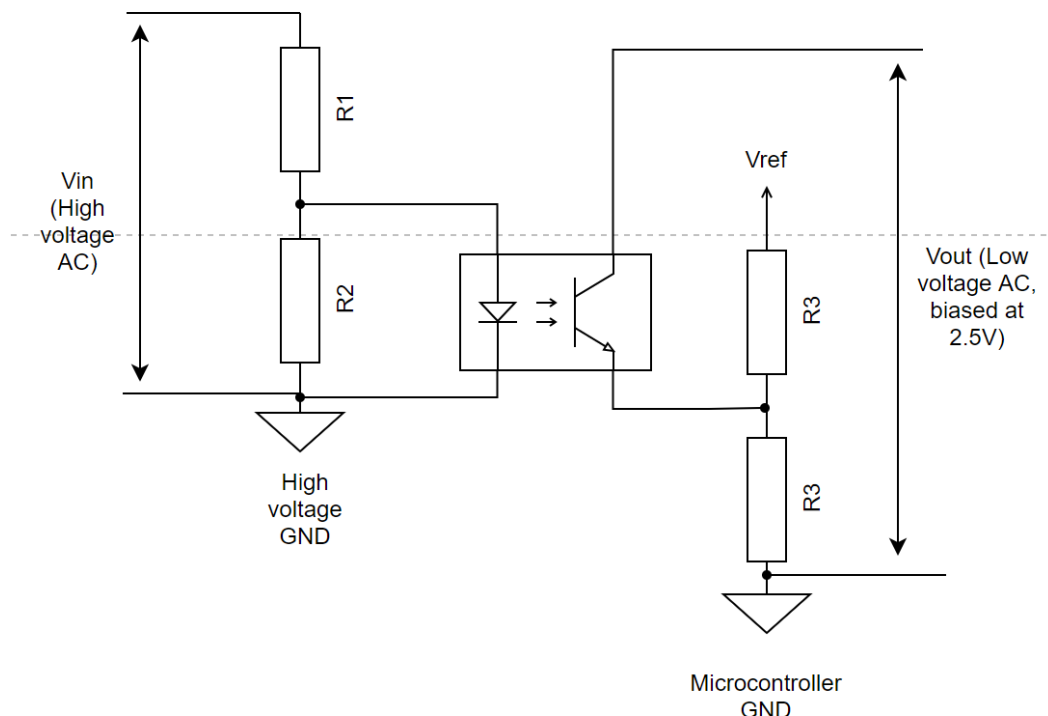 R1
Vin
(High
voltage
AC)
R2
High
voltage
GND
Vref
R3
Vout (Low
voltage AC,
biased at
2.5V)
R3
Microcontroller
GND